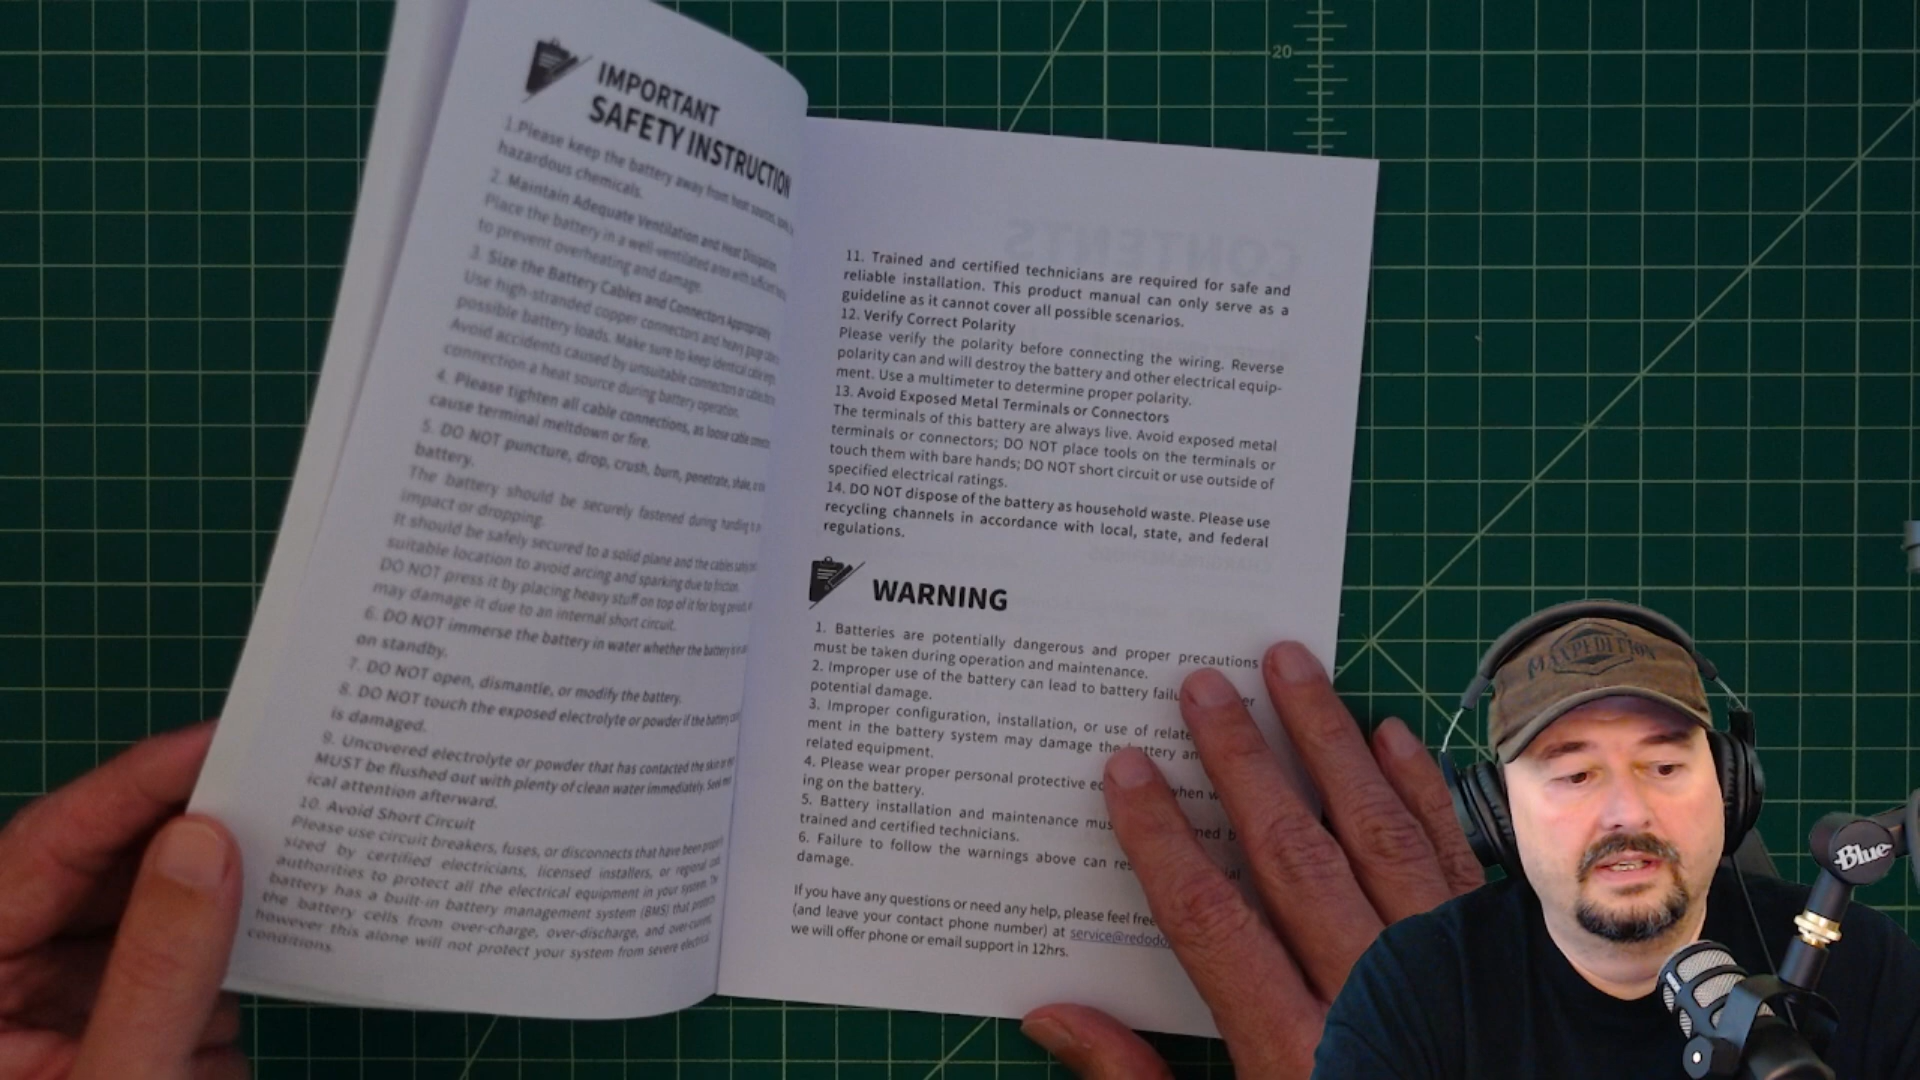 IMPORTANT
SAFETY INSTRUCTION
1.Please keep the battery away from heat sources,
hazardous chemicals.
2. Maintain Adequate Ventilation and Heat Dissipation
Place the battery in a well-ventilated area with sufficient
to prevent overheating and damage.
3. Size the Battery Cables and Connectors Appropriately
Use high-stranded copper connectors and heavy
possible battery loads. Make sure to keep identical
Avoid accidents caused by unsuitable connectors or
connection a heat source during battery operation.
4. Please tighten all cable connections, as loose cable
cause terminal meltdown or fire.
5. DO NOT puncture, drop, crush, burn, penetrate, shake,
battery.
The battery should be securely fastened during
impact or dropping.
It should be safely secured to a solid plane and the cables
suitable location to avoid arcing and sparking due to friction.
DO NOT press it by placing heavy stuff on top of it for long
may damage it due to an internal short circuit.
6. DO NOT immerse the battery in water whether the battery
on standby.
7. DO NOT open, dismantle, or modify the battery.
8. DO NOT touch the exposed electrolyte or powder if the battery
is damaged.
9. Uncovered electrolyte or powder that has contacted the skin
MUST be flushed out with plenty of clean water immediately. Seek
ical attention afterward.
10. Avoid Short Circuit
Please use circuit breakers, fuses, or disconnects that have been
sized by certified electricians, licensed installers, or regional
authorities to protect all the electrical equipment in your system. The
battery has a built-in battery management system (BMS) that
the battery cells from over-charge, over-discharge, and over-current,
however this alone will not protect your system from severe electrical
conditions.
11. Trained and certified technicians are required for safe and
reliable installation. This product manual can only serve as a
guideline as it cannot cover all possible scenarios.
12. Verify Correct Polarity
Please verify the polarity before connecting the wiring. Reverse
polarity can and will destroy the battery and other electrical equip-
ment. Use a multimeter to determine proper polarity.
13. Avoid Exposed Metal Terminals or Connectors
The terminals of this battery are always live. Avoid exposed metal
terminals or connectors; DO NOT place tools on the terminals or
touch them with bare hands; DO NOT short circuit or use outside of
specified electrical ratings.
14. DO NOT dispose of the battery as household waste. Please use
recycling channels in accordance with local, state, and federal
regulations.
WARNING
1. Batteries are potentially dangerous and proper precautions
must be taken during operation and maintenance.
2. Improper use of the battery can lead to battery
potential damage.
3. Improper configuration, installation, or use of
ment in the battery system may damage the battery
related equipment.
4. Please wear proper personal protective when
ing on the battery.
5. Battery installation and maintenance
trained and certified technicians.
6. Failure to follow the warnings above can
damage.
If you have any questions or need any help, please feel
(and leave your contact phone number) at service@redodo
we will offer phone or email support in 12hrs.
20
MAXPEDITION
Blue